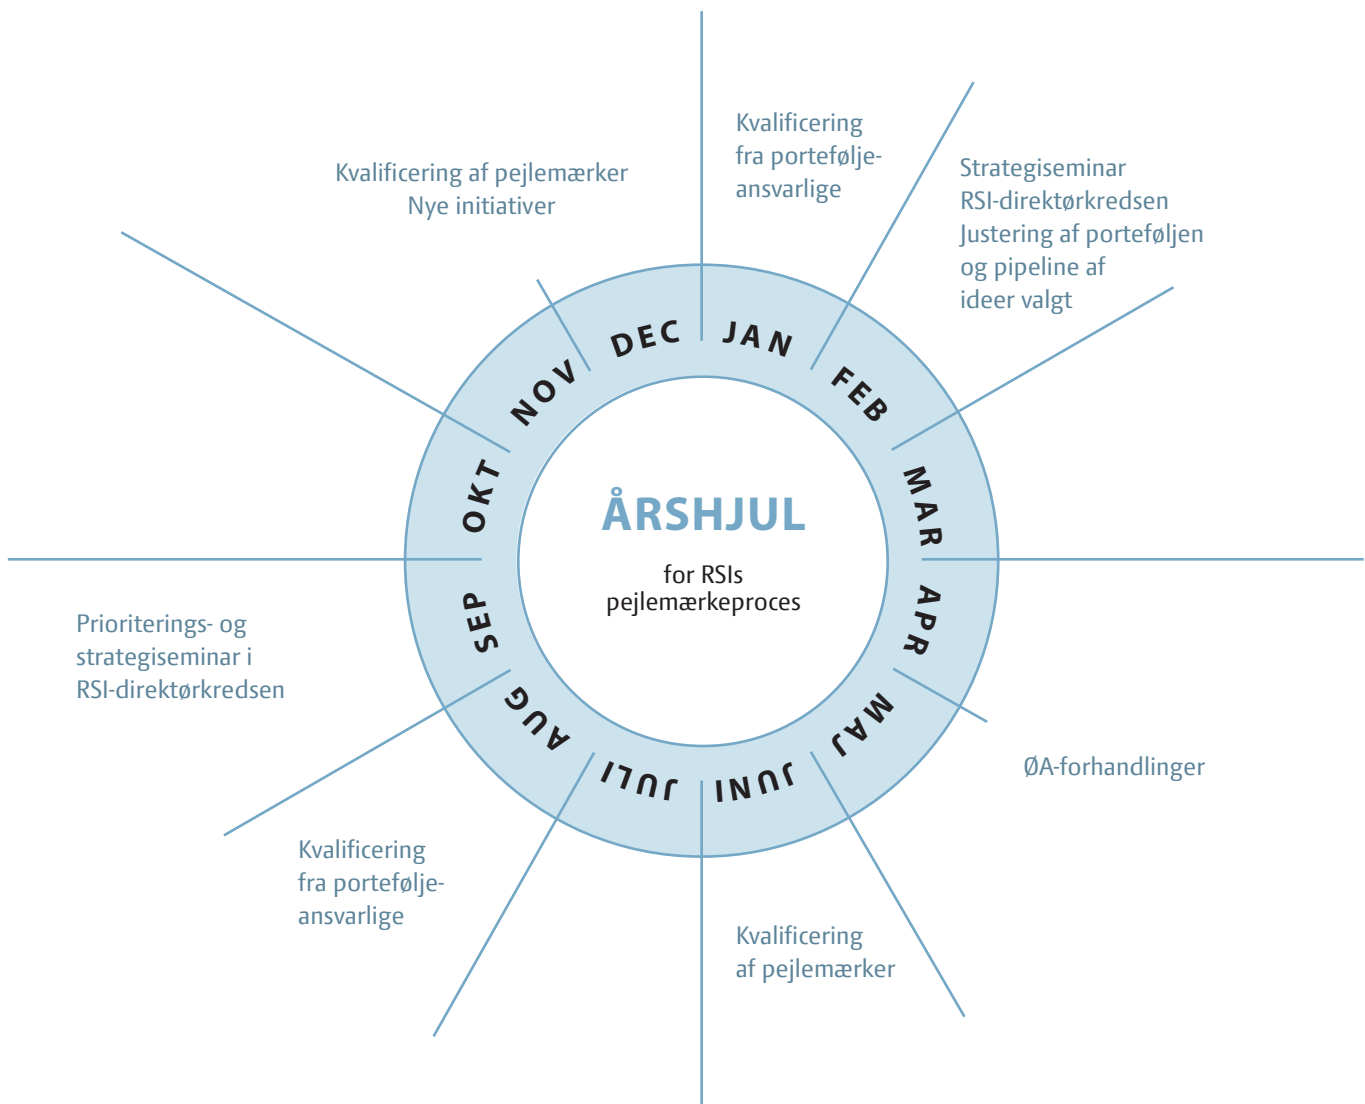 ÅRSHJUL
for RSIs
pejlemærkeproces
JAN
FEB
MAR
APR
MAJ
JUNI
JULI
AUG
SEP
OKT
NOV
DEC
Kvalificering
fra portefølje-
ansvarlige
Strategiseminar
RSI-direktørkredsen
Justering af porteføljen
og pipeline af
ideer valgt
ØA-forhandlinger
Kvalificering
af pejlemærker
Kvalificering
fra portefølje-
ansvarlige
Prioriterings- og
strategiseminar i
RSI-direktørkredsen
Kvalificering af pejlemærker
Nye initiativer